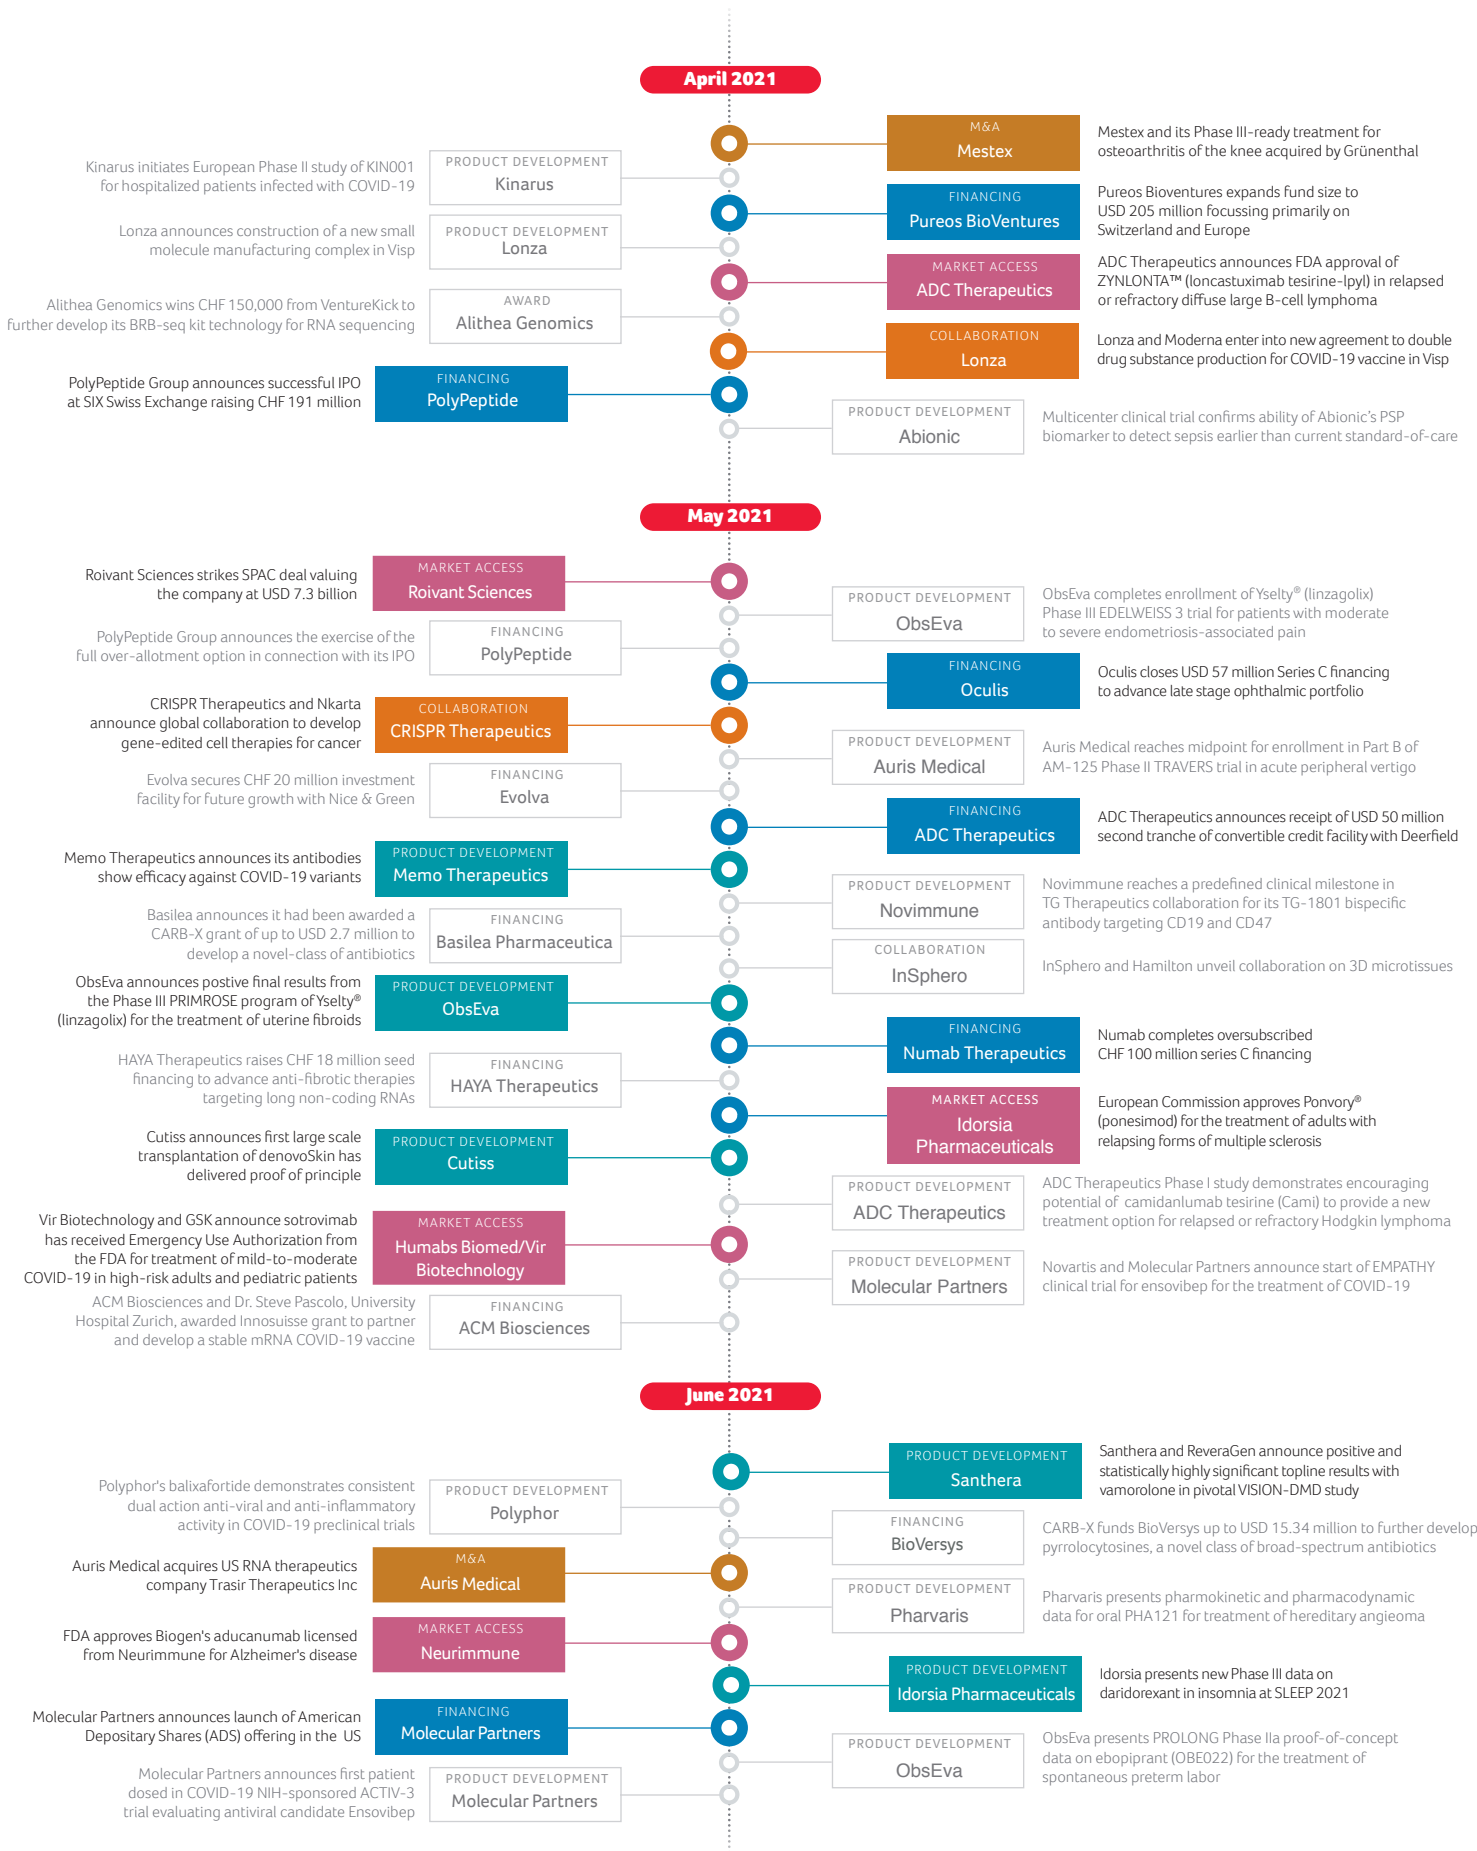 April 2021
M&A
Mestex
Mestex and its Phase III-ready treatment for
osteoarthritis of the knee acquired by Grünenthal
Kinarus initiates European Phase II study of KIN001
for hospitalized patients infected with COVID-19
PRODUCT DEVELOPMENT
Kinarus
FINANCING
Pureos BioVentures
Pureos Bioventures expands fund size to
USD 205 million focussing primarily on
Switzerland and Europe
Lonza announces construction of a new small
molecule manufacturing complex in Visp
PRODUCT DEVELOPMENT
Lonza
MARKET ACCESS
ADC Therapeutics
ADC Therapeutics announces FDA approval of
ZYNLONTA™ (loncastuximab tesirine-lpyl) in relapsed
or refractory diffuse large B-cell lymphoma
Alithea Genomics wins CHF 150,000 from VentureKick to
further develop its BRB-seq kit technology for RNA sequencing
AWARD
Alithea Genomics
COLLABORATION
Lonza
Lonza and Moderna enter into new agreement to double
drug substance production for COVID-19 vaccine in Visp
PolyPeptide Group announces successful IPO
at SIX Swiss Exchange raising CHF 191 million
FINANCING
PolyPeptide
PRODUCT DEVELOPMENT
Abionic
Multicenter clinical trial confirms ability of Abionic's PSP
biomarker to detect sepsis earlier than current standard-of-care
May 2021
Roivant Sciences strikes SPAC deal valuing
the company at USD 7.3 billion
MARKET ACCESS
Roivant Sciences
PRODUCT DEVELOPMENT
ObsEva
ObsEva completes enrollment of Yselty® (linzagolix)
Phase III EDELWEISS 3 trial for patients with moderate
to severe endometriosis-associated pain
PolyPeptide Group announces the exercise of the
full over-allotment option in connection with its IPO
FINANCING
PolyPeptide
FINANCING
Oculis
Oculis closes USD 57 million Series C financing
to advance late stage ophthalmic portfolio
CRISPR Therapeutics and Nkarta
announce global collaboration to develop
gene-edited cell therapies for cancer
COLLABORATION
CRISPR Therapeutics
PRODUCT DEVELOPMENT
Auris Medical
Auris Medical reaches midpoint for enrollment in Part B of
AM-125 Phase II TRAVERS trial in acute peripheral vertigo
Evolva secures CHF 20 million investment
facility for future growth with Nice & Green
FINANCING
Evolva
FINANCING
ADC Therapeutics
ADC Therapeutics announces receipt of USD 50 million
second tranche of convertible credit facility with Deerfield
Memo Therapeutics announces its antibodies
show efficacy against COVID-19 variants
PRODUCT DEVELOPMENT
Memo Therapeutics
PRODUCT DEVELOPMENT
Novimmune
Novimmune reaches a predefined clinical milestone in
TG Therapeutics collaboration for its TG-1801 bispecific
antibody targeting CD19 and CD47
Basilea announces it had been awarded a
CARB-X grant of up to USD 2.7 million to
develop a novel-class of antibiotics
FINANCING
Basilea Pharmaceutica
COLLABORATION
InSphero
InSphero and Hamilton unveil collaboration on 3D microtissues
ObsEva announces postive final results from
the Phase III PRIMROSE program of Yselty®
(linzagolix) for the treatment of uterine fibroids
PRODUCT DEVELOPMENT
ObsEva
FINANCING
Numab Therapeutics
Numab completes oversubscribed
CHF 100 million series C financing
HAYA Therapeutics raises CHF 18 million seed
financing to advance anti-fibrotic therapies
targeting long non-coding RNAs
FINANCING
HAYA Therapeutics
MARKET ACCESS
Idorsia
Pharmaceuticals
European Commission approves Ponvory®
(ponesimod) for the treatment of adults with
relapsing forms of multiple sclerosis
Cutiss announces first large scale
transplantation of denovoSkin has
delivered proof of principle
PRODUCT DEVELOPMENT
Cutiss
PRODUCT DEVELOPMENT
ADC Therapeutics
ADC Therapeutics Phase I study demonstrates encouraging
potential of camidanlumab tesirine (Cami) to provide a new
treatment option for relapsed or refractory Hodgkin lymphoma
Vir Biotechnology and GSK announce sotrovimab
has received Emergency Use Authorization from
the FDA for treatment of mild-to-moderate
COVID-19 in high-risk adults and pediatric patients
MARKET ACCESS
Humabs Biomed/Vir
Biotechnology
PRODUCT DEVELOPMENT
Molecular Partners
Novartis and Molecular Partners announce start of EMPATHY
clinical trial for ensovibep for the treatment of COVID-19
ACM Biosciences and Dr. Steve Pascolo, University
Hospital Zurich, awarded Innosuisse grant to partner
and develop a stable mRNA COVID-19 vaccine
FINANCING
ACM Biosciences
June 2021
PRODUCT DEVELOPMENT
Santhera
Santhera and ReveraGen announce positive and
statistically highly significant topline results with
vamorolone in pivotal VISION-DMD study
Polyphor's balixafortide demonstrates consistent
dual action anti-viral and anti-inflammatory
activity in COVID-19 preclinical trials
PRODUCT DEVELOPMENT
Polyphor
FINANCING
BioVersys
CARB-X funds BioVersys up to USD 15.34 million to further develop
pyrrolocytosines, a novel class of broad-spectrum antibiotics
Auris Medical acquires US RNA therapeutics
company Trasir Therapeutics Inc
M&A
Auris Medical
PRODUCT DEVELOPMENT
Pharvaris
Pharvaris presents pharmokinetic and pharmacodynamic
data for oral PHA121 for treatment of hereditary angieoma
FDA approves Biogen's aducanumab licensed
from Neurimmune for Alzheimer's disease
MARKET ACCESS
Neurimmune
PRODUCT DEVELOPMENT
Idorsia Pharmaceuticals
Idorsia presents new Phase III data on
daridorexant in insomnia at SLEEP 2021
Molecular Partners announces launch of American
Depositary Shares (ADS) offering in the US
FINANCING
Molecular Partners
PRODUCT DEVELOPMENT
ObsEva
ObsEva presents PROLONG Phase IIa proof-of-concept
data on ebopiprant (OBE022) for the treatment of
spontaneous preterm labor
Molecular Partners announces first patient
dosed in COVID-19 NIH-sponsored ACTIV-3
trial evaluating antiviral candidate Ensovibep
PRODUCT DEVELOPMENT
Molecular Partners